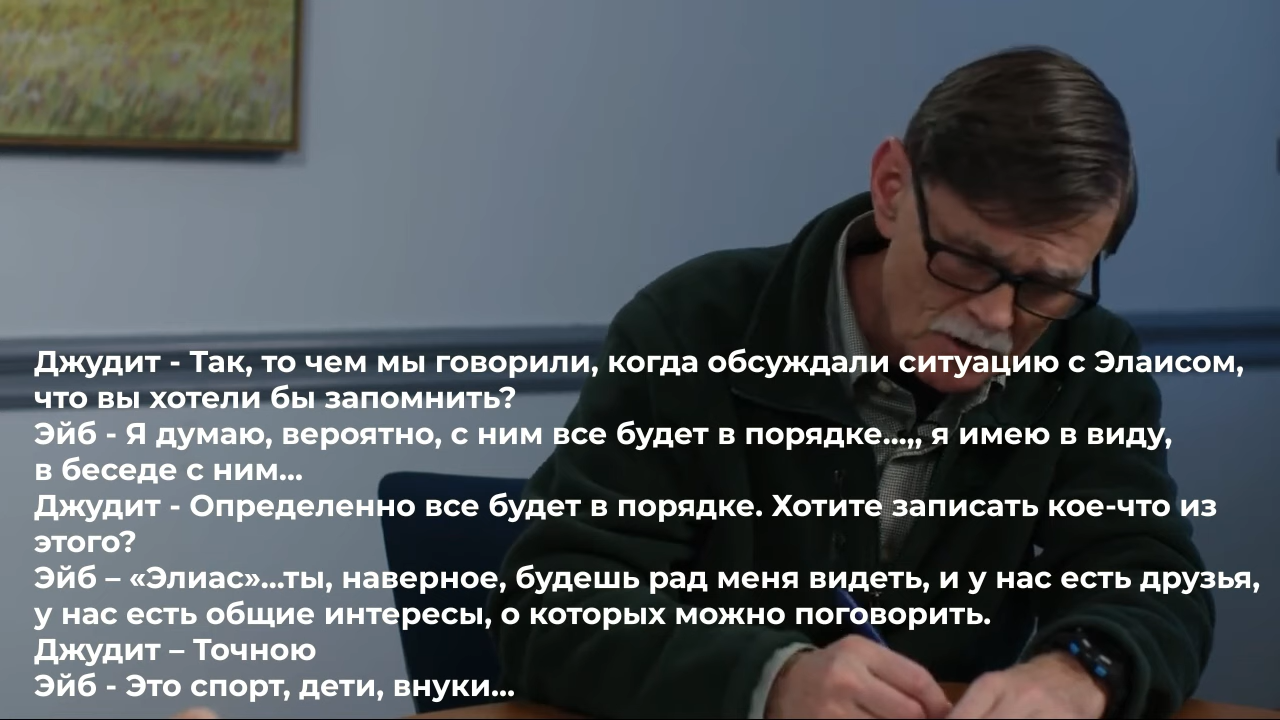 Джудит - Так, то чем мы говорили, когда обсуждали ситуацию с Элаисом,
что вы хотели бы запомнить?
Эйб - Я думаю, вероятно, с ним все будет в порядке...,, я имею в виду,
в беседе с ним...
Джудит - Определенно все будет в порядке. Хотите записать кое-что из
этого?
Эйб – «Элиас»...ты, наверное, будешь рад меня видеть, и у нас есть друзья,
у нас есть общие интересы, о которых можно поговорить.
Джудит – Точною
Эйб - Это спорт, дети, внуки...